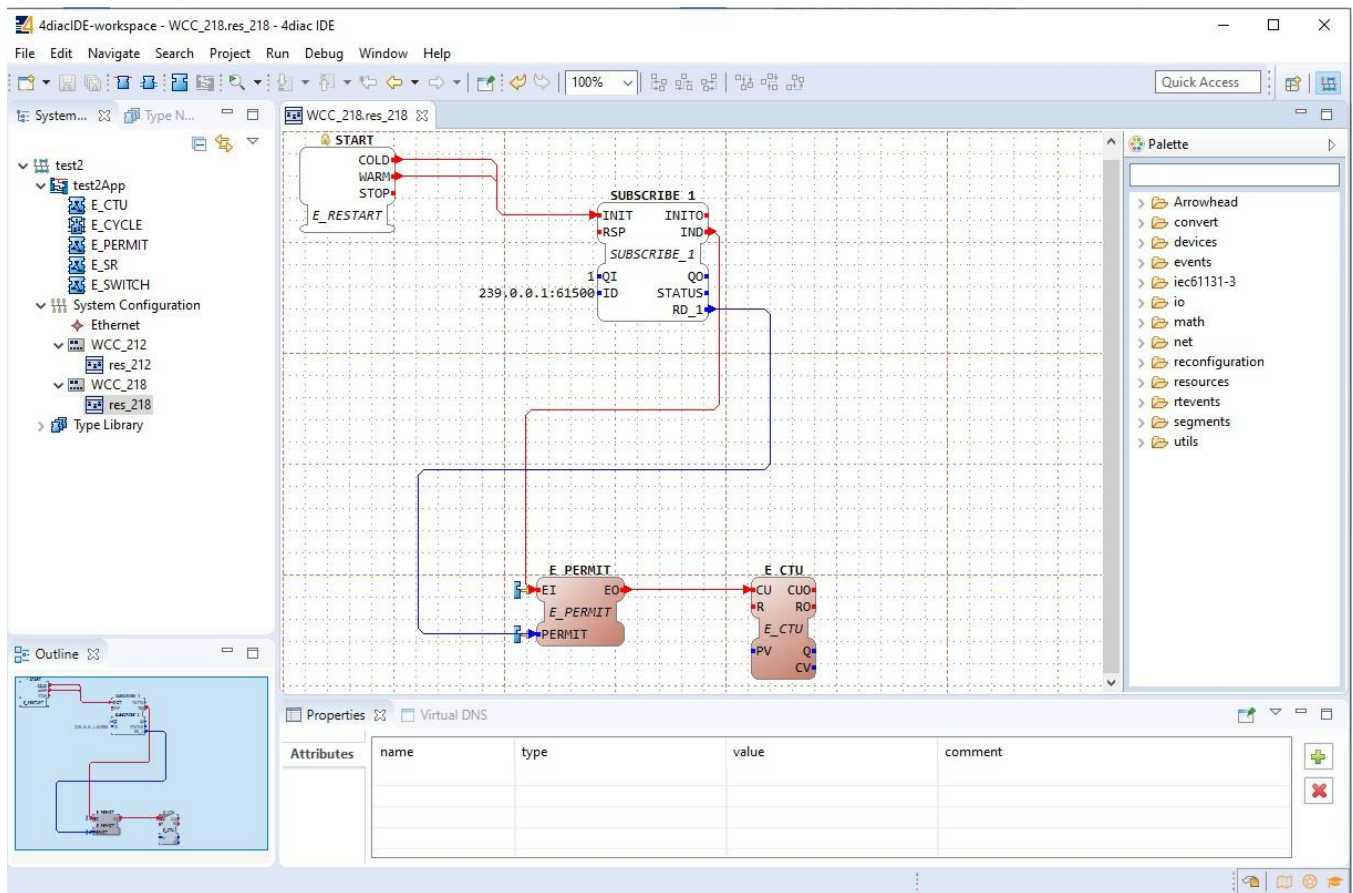 4diacIDE-workspace - WCC_218.res_218 - 4diac IDE
File Edit Navigate Search Project Run Debug Window Help
100%
Quick Access
System...
Type N...
test2
test2App
E_CTU
E_CYCLE
E_PERMIT
E_SR
E_SWITCH
System Configuration
Ethernet
WCC_212
res_212
WCC_218
res_218
Type Library
Outline
WCC_218.res_218
START
COLD
WARM
STOP
E_RESTART
SUBSCRIBE_1
INIT INITO
RSP IND
SUBSCRIBE_1
1 QI QO
239.0.0.1:61500 ID STATUS
RD_1
E_PERMIT
EI EO
E_PERMIT
PERMIT
E_CTU
CU CUO
R RO
E_CTU
PV Q
CV
Palette
Arrowhead
convert
devices
events
iec61131-3
io
math
net
reconfiguration
resources
rtevents
segments
utils
Properties
Virtual DNS
Attributes
name type value comment